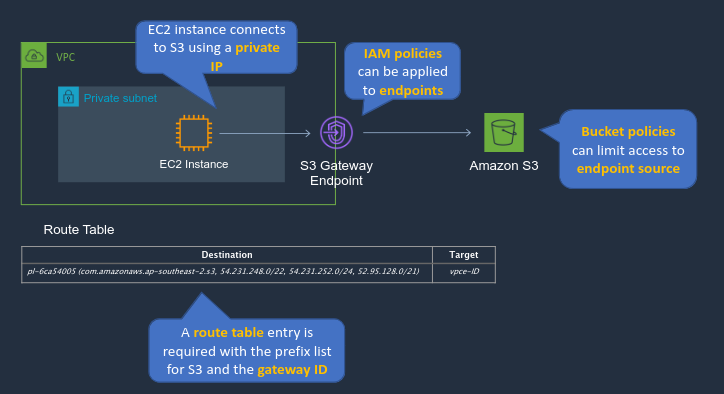 EC2 instance connects
to S3 using a private
IP
IAM policies
can be applied
to endpoints
VPC
Private subnet
EC2 Instance
S3 Gateway
Endpoint
Amazon S3
Bucket policies
can limit access to
endpoint source
Route Table
Destination Target
pl-6ca54005 (com.amazonaws.ap-southeast-2.s3, 54.231.248.0/22, 54.231.252.0/24, 52.95.128.0/21) vpce-ID
A route table entry is
required with the prefix list
for S3 and the gateway ID